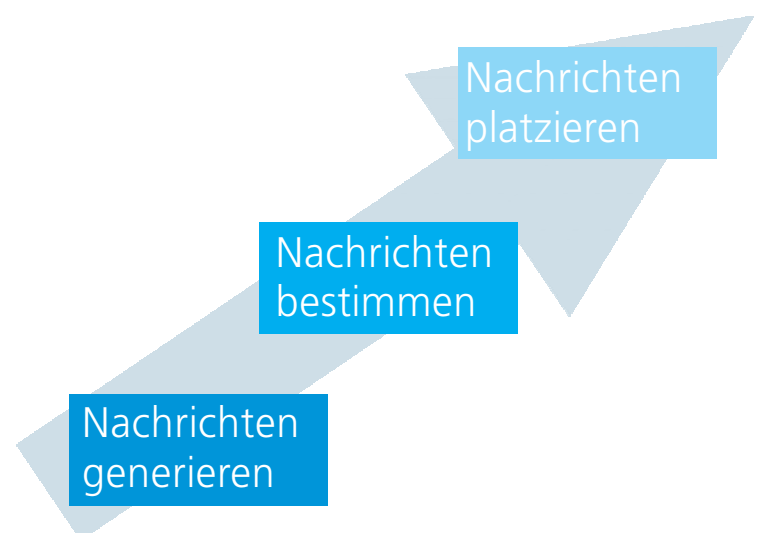 Nachrichten
platzieren
Nachrichten
bestimmen
Nachrichten
generieren